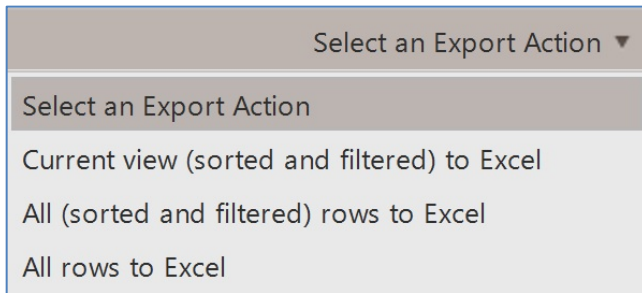 Select an Export Action
Select an Export Action
Current view (sorted and filtered) to Excel
All (sorted and filtered) rows to Excel
All rows to Excel